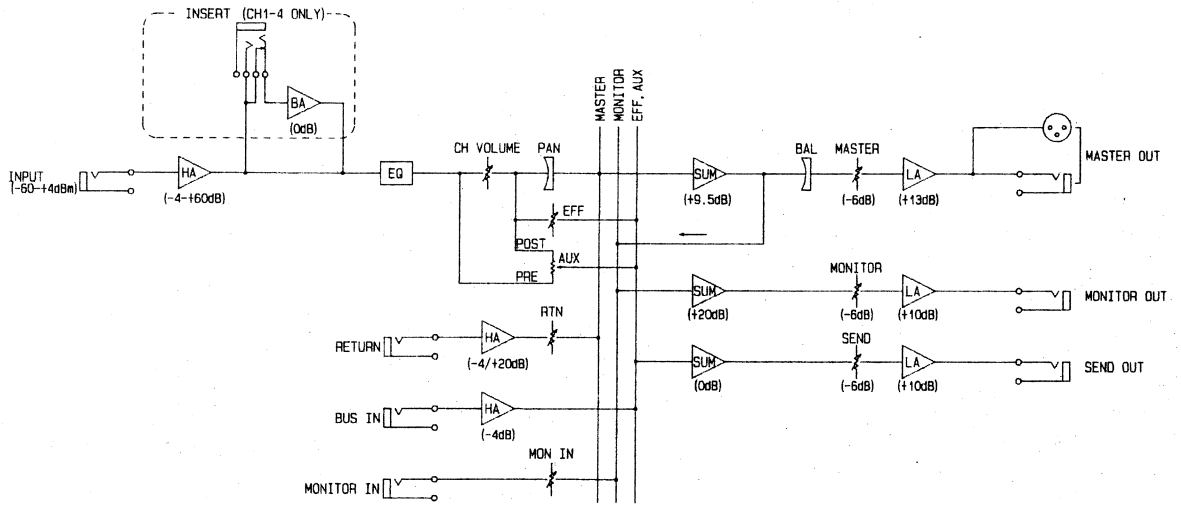 INSERT (CH1-4 ONLY)
BA
(0dB)
MASTER
MONITOR
EFF, AUX
INPUT
(-60-+4dBm)
HA
(-4-+60dB)
EQ
CH VOLUME
PAN
EFF
POST
AUX
PRE
SUM
(+9.5dB)
BAL
MASTER
(-6dB)
LA
(+13dB)
MASTER OUT
SUM
(+20dB)
MONITOR
(-6dB)
LA
(+10dB)
MONITOR OUT
RETURN
HA
(-4/+20dB)
RTN
SUM
(0dB)
SEND
(-6dB)
LA
(+10dB)
SEND OUT
BUS IN
HA
(-4dB)
MONITOR IN
MON IN